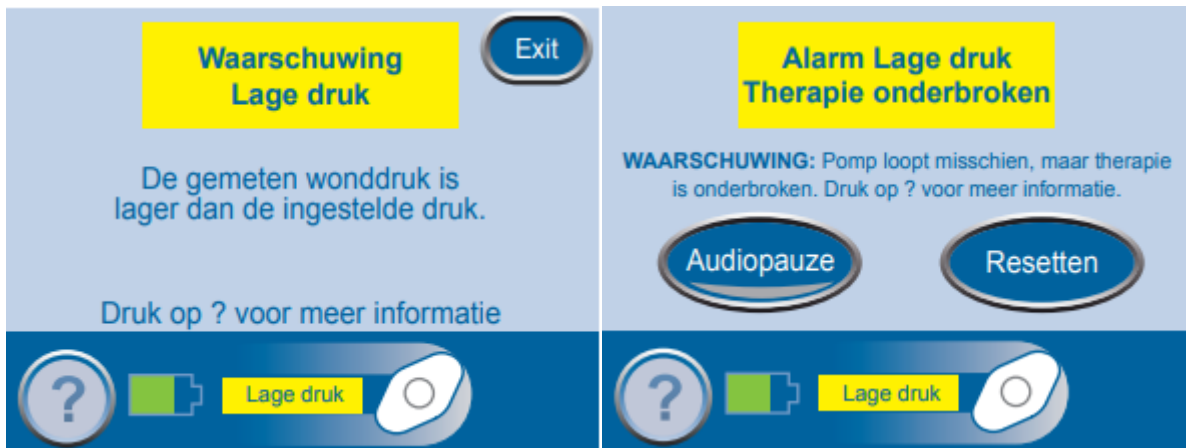 Waarschuwing
Lage druk
Exit
De gemeten wonddruk is
lager dan de ingestelde druk.
Druk op ? voor meer informatie
?
Lage druk
Alarm Lage druk
Therapie onderbroken
WAARSCHUWING: Pomp loopt misschien, maar therapie
is onderbroken. Druk op ? voor meer informatie.
Audiopauze
Resetten
?
Lage druk